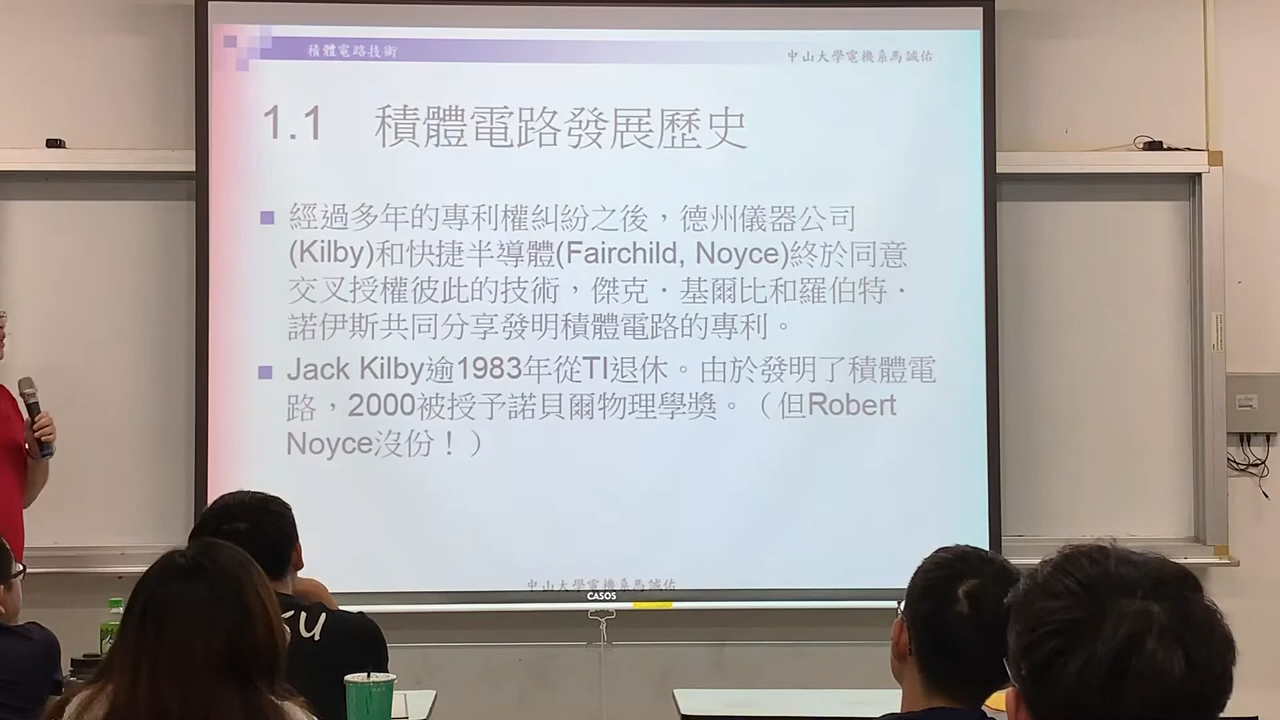 積體電路技術
中山大學電機系馬誠佑
1.1 積體電路發展歷史
經過多年的專利權糾紛之後，德州儀器公司
(Kilby)和快捷半導體(Fairchild, Noyce)終於同意
交叉授權彼此的技術，傑克．基爾比和羅伯特．
諾伊斯共同分享發明積體電路的專利。
Jack Kilby逾1983年從TI退休。由於發明了積體電
路，2000被授予諾貝爾物理學獎。（但Robert
Noyce沒份！）
中山大學電機系馬誠佑
CASOS